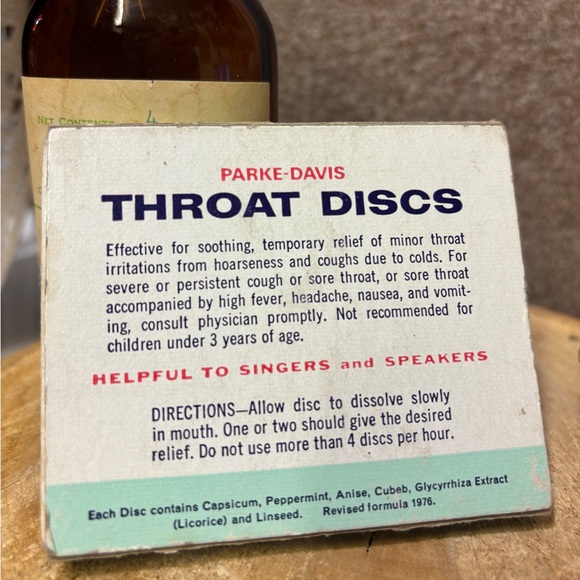 NET CONTENTS 4
PARKE-DAVIS
THROAT DISCS
Effective for soothing, temporary relief of minor throat
irritations from hoarseness and coughs due to colds. For
severe or persistent cough or sore throat, or sore throat
accompanied by high fever, headache, nausea, and vomit-
ing, consult physician promptly. Not recommended for
children under 3 years of age.
HELPFUL TO SINGERS and SPEAKERS
DIRECTIONS—Allow disc to dissolve slowly
in mouth. One or two should give the desired
relief. Do not use more than 4 discs per hour.
Each Disc contains Capsicum, Peppermint, Anise, Cubeb, Glycyrrhiza Extract
(Licorice) and Linseed. Revised formula 1976.